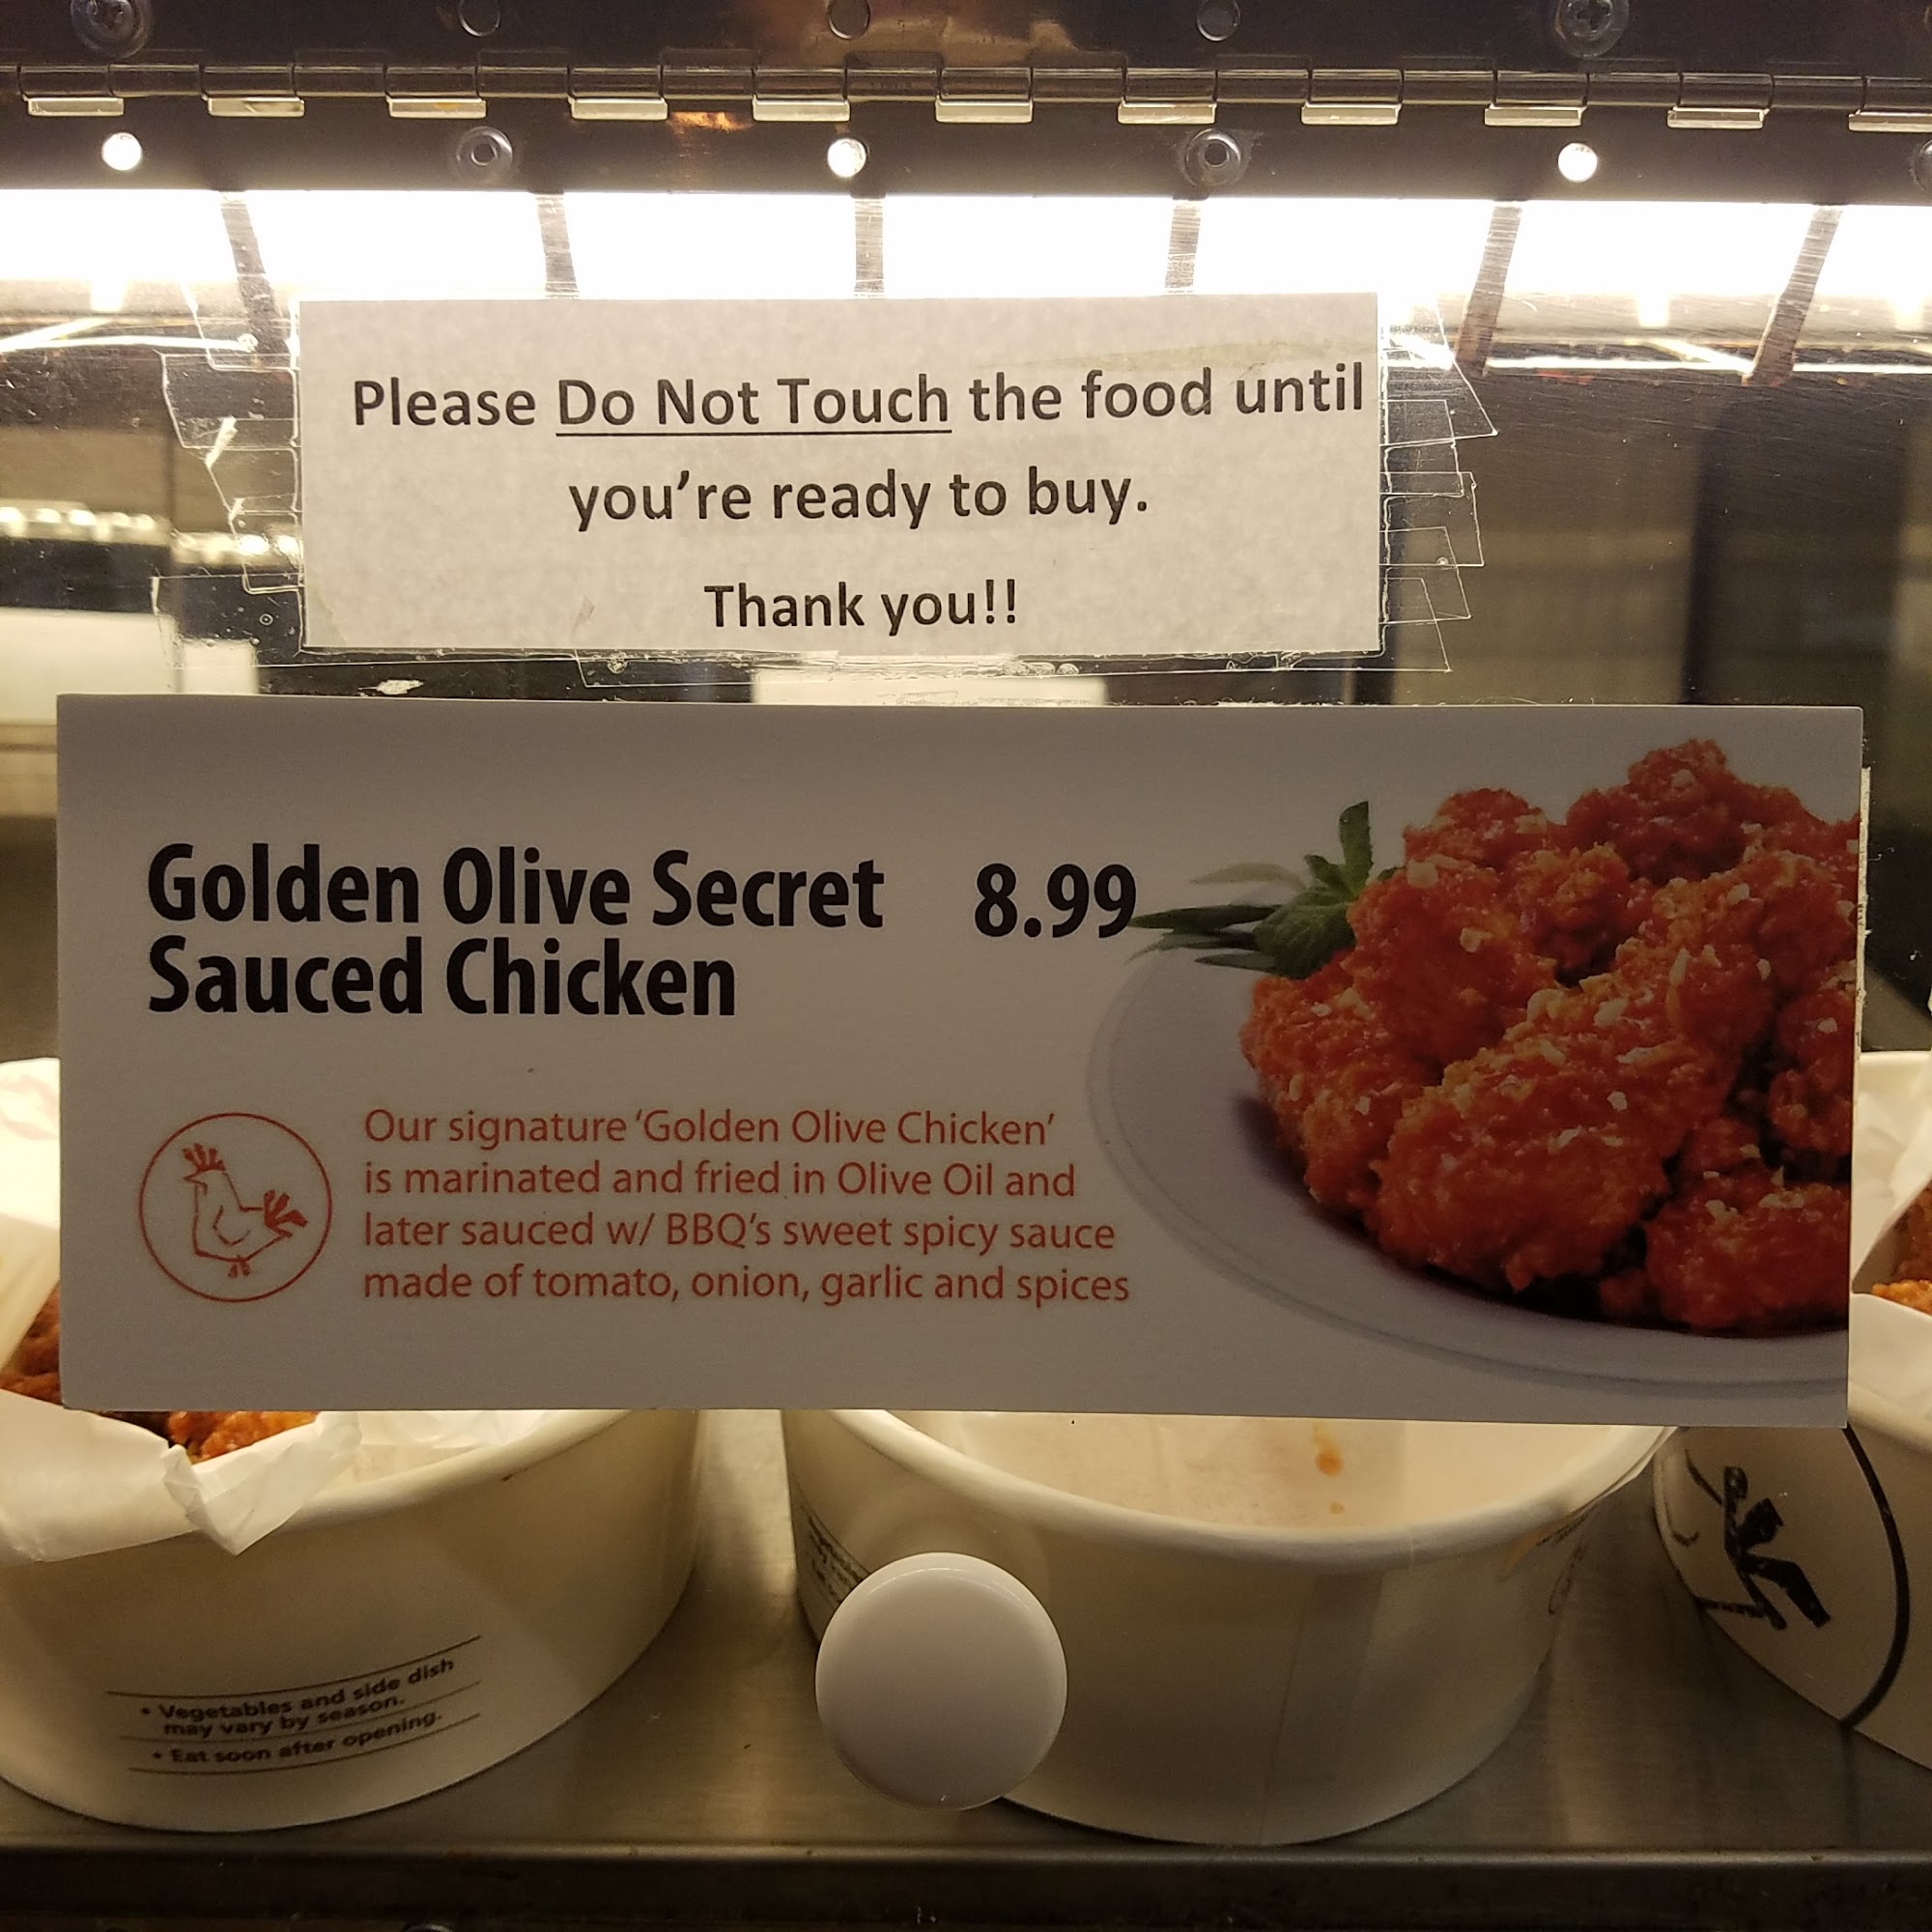 Please Do Not Touch the food until
you’re ready to buy.
Thank you!!
Golden Olive Secret 8.99
Sauced Chicken
Our signature ‘Golden Olive Chicken’
is marinated and fried in Olive Oil and
later sauced w/ BBQ’s sweet spicy sauce
made of tomato, onion, garlic and spices
• Vegetables and side dish
may vary by season.
• Eat soon after opening.